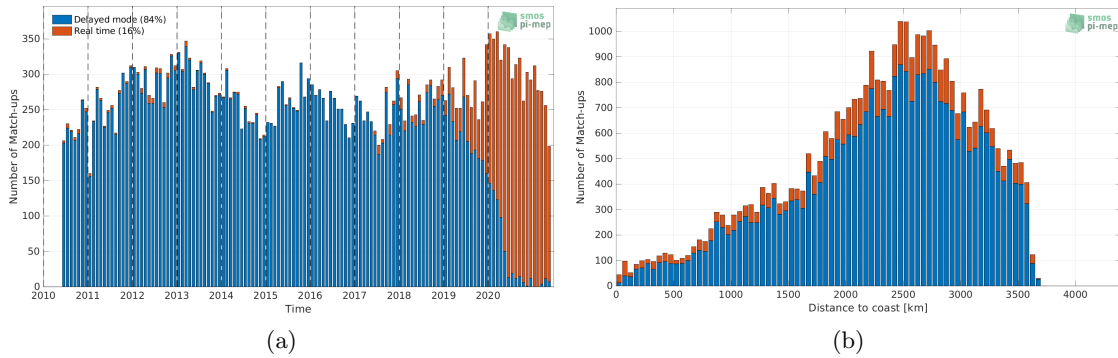 Delayed mode (84%)
Real time (16%)
smos
pi-mep
Number of Match-ups
350
300
250
200
150
100
50
0
2010 2011 2012 2013 2014 2015 2016 2017 2018 2019 2020
Time
(a)
smos
pi-mep
Number of Match-ups
1000
900
800
700
600
500
400
300
200
100
0
0 500 1000 1500 2000 2500 3000 3500 4000
Distance to coast [km]
(b)